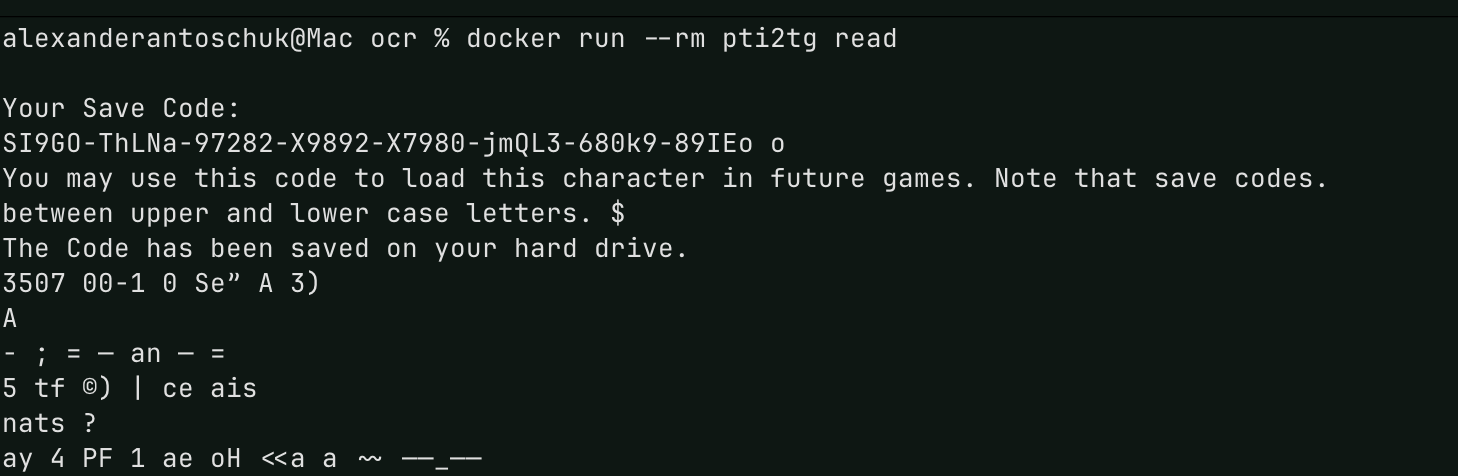 alexanderantoschuk@Mac ocr % docker run --rm pti2tg read
Your Save Code:
SI9GO-ThLNa-97282-X9892-X7980-jmQL3-680k9-89IEo o
You may use this code to load this character in future games. Note that save codes.
between upper and lower case letters. $
The Code has been saved on your hard drive.
3507 00-1 0 Se” A 3)
A
- ; = — an — =
5 tf ©) | ce ais
nats ?
ay 4 PF 1 ae oH <<a a ~~ ——_——